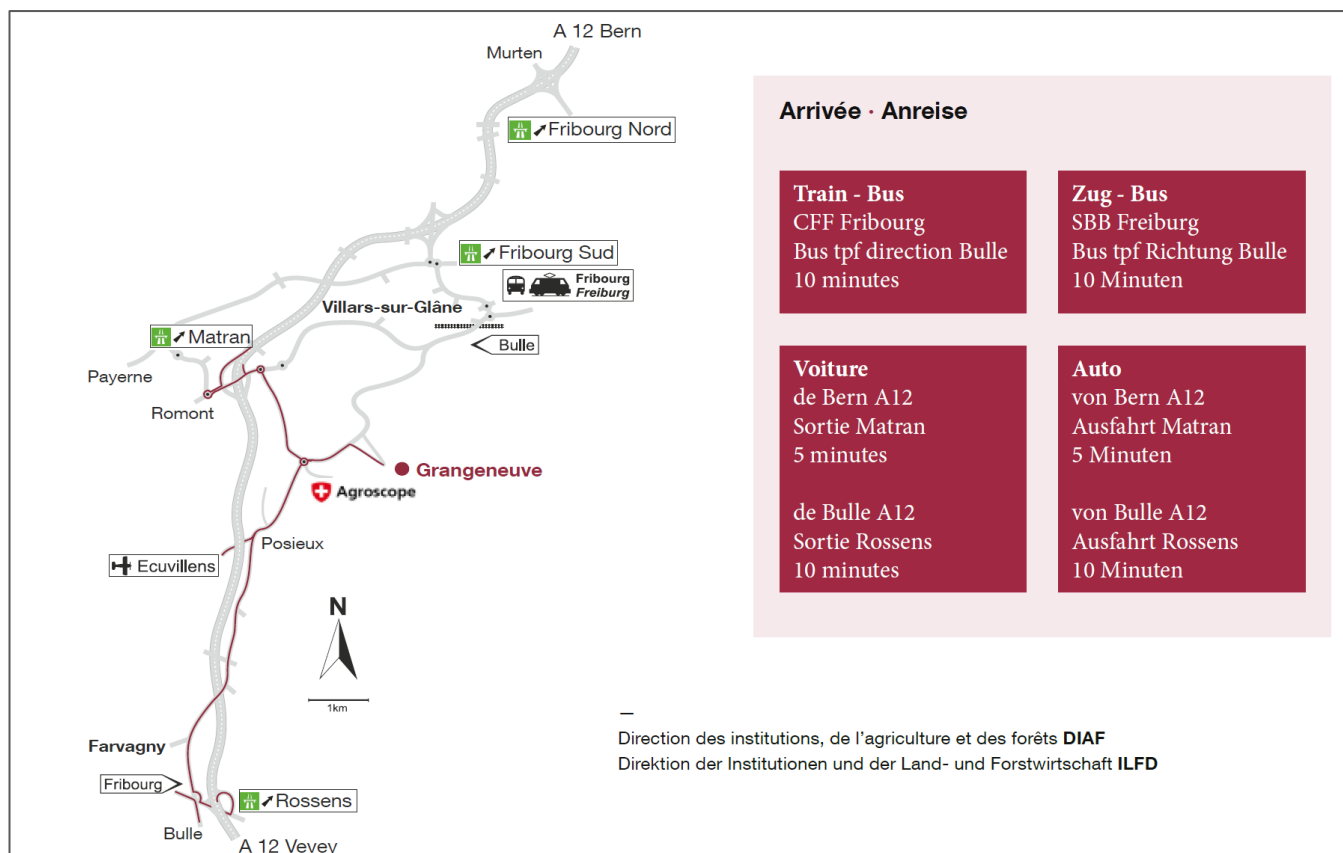 A 12 Bern
Murten
Fribourg Nord
Fribourg Sud
Fribourg
Freiburg
Villars-sur-Glâne
Matran
Bulle
Payerne
Romont
Grangeneuve
Agroscope
Posieux
Ecuvillens
N
1km
Farvagny
Fribourg
Rossens
Bulle
A 12 Vevey
Arrivée · Anreise
Train - Bus
CFF Fribourg
Bus tpf direction Bulle
10 minutes
Zug - Bus
SBB Freiburg
Bus tpf Richtung Bulle
10 Minuten
Voiture
de Bern A12
Sortie Matran
5 minutes
de Bulle A12
Sortie Rossens
10 minutes
Auto
von Bern A12
Ausfahrt Matran
5 Minuten
von Bulle A12
Ausfahrt Rossens
10 Minuten
Direction des institutions, de l'agriculture et des forêts DIAF
Direktion der Institutionen und der Land- und Forstwirtschaft ILFD